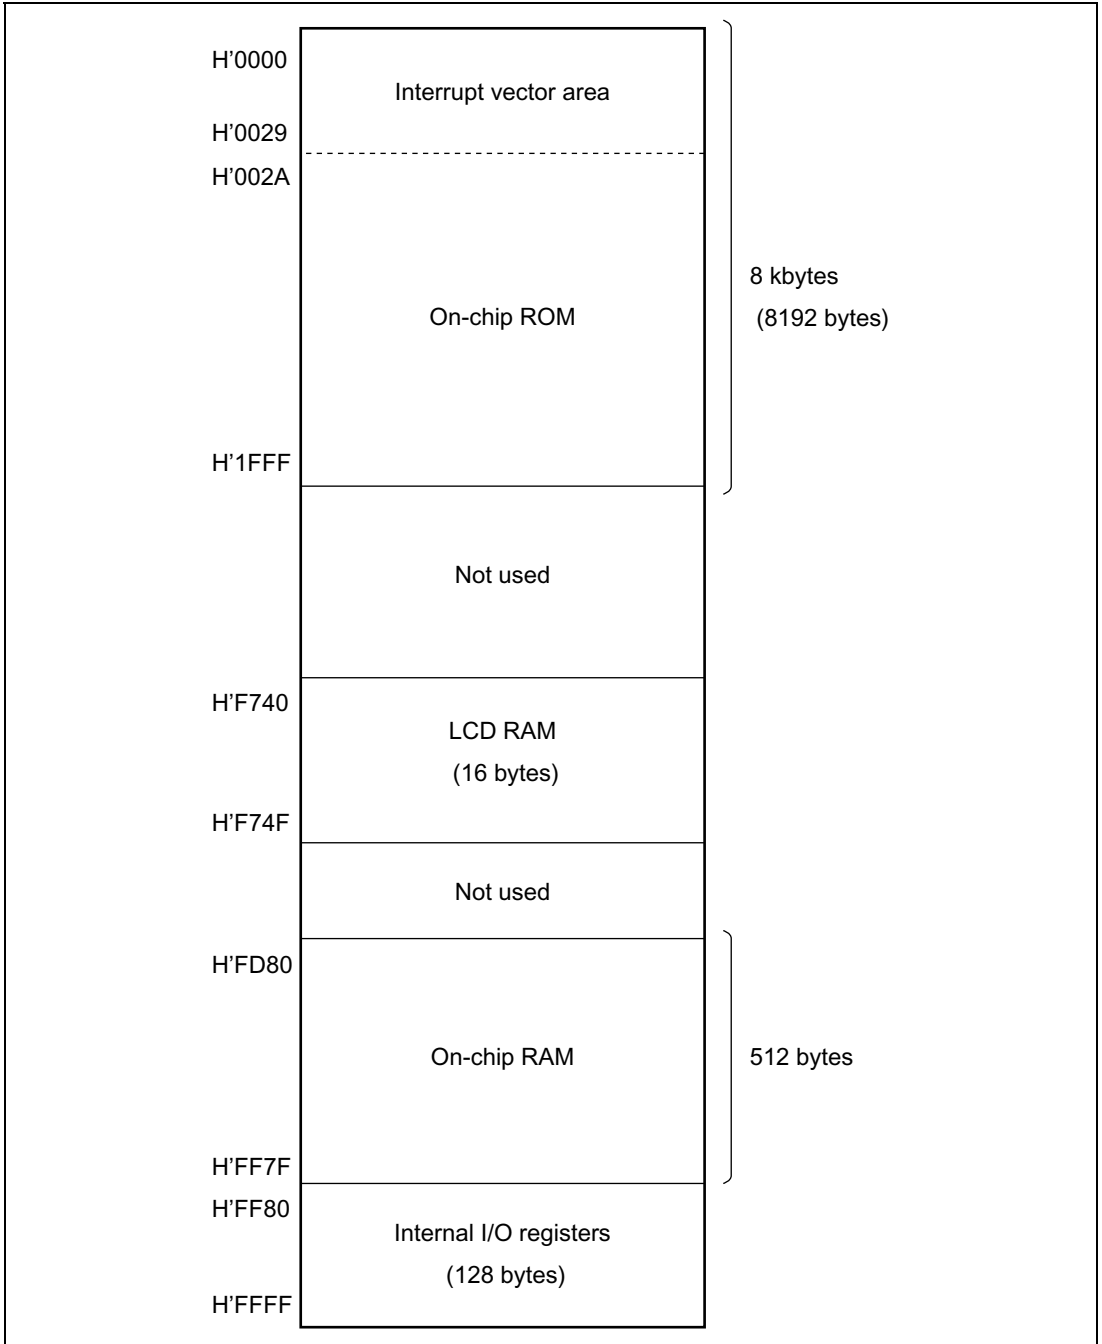 H’0000
Interrupt vector area
H’0029
H’002A
8 kbytes
(8192 bytes)
On-chip ROM
H’1FFF
Not used
H’F740
LCD RAM
(16 bytes)
H’F74F
Not used
H’FD80
On-chip RAM
512 bytes
H’FF7F
H’FF80
Internal I/O registers
(128 bytes)
H’FFFF